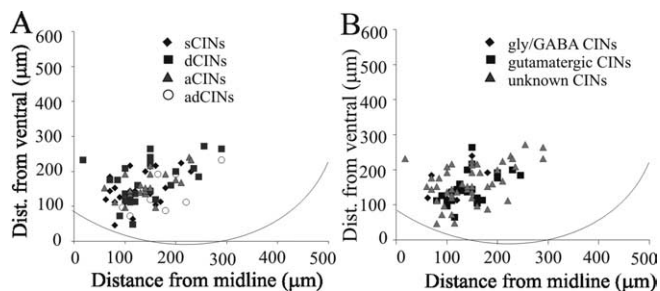 A
B
sCINs
dCINs
aCINs
adCINs
gly/GABA CINs
gutamatergic CINs
unknown CINs
Dist. from ventral (µm)
600
500
400
300
200
100
0
0 100 200 300 400 500
Distance from midline (µm)
Dist. from ventral (µm)
600
500
400
300
200
100
0
0 100 200 300 400 500
Distance from midline (µm)